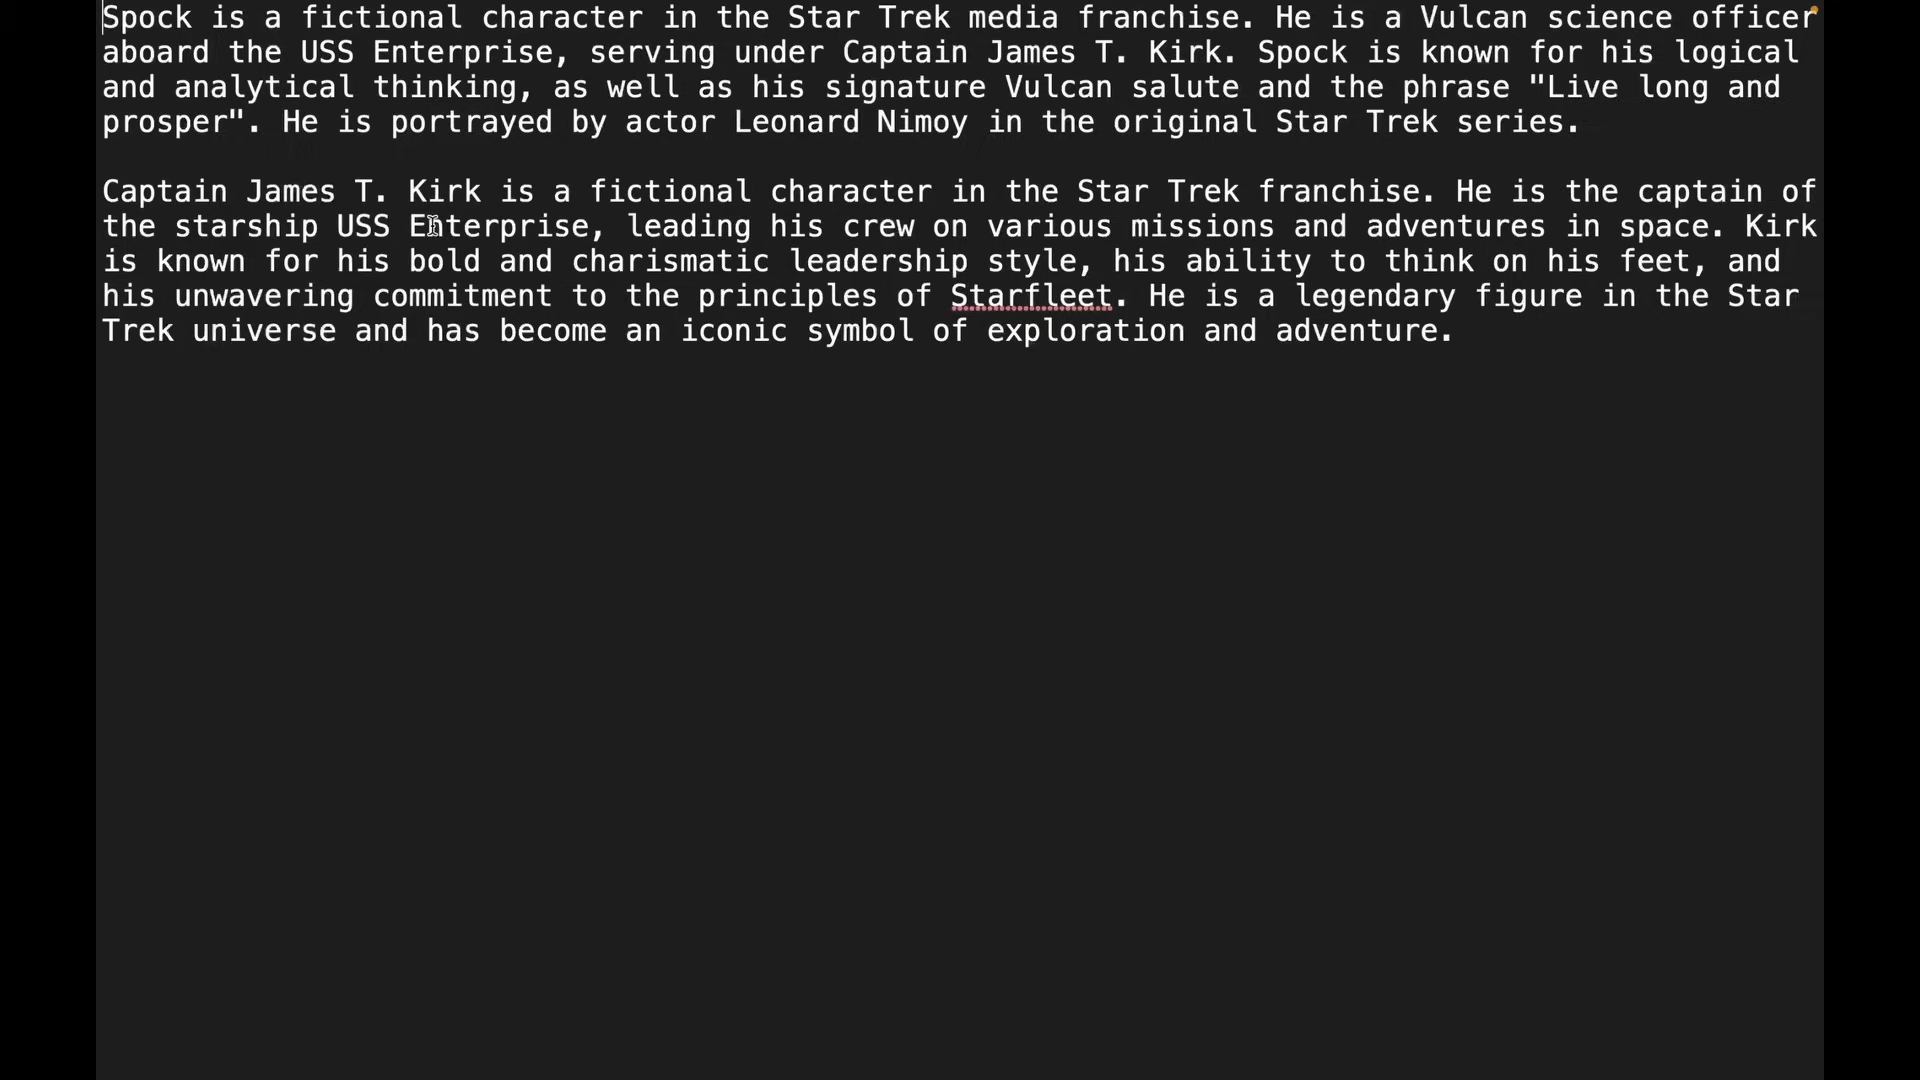 Spock is a fictional character in the Star Trek media franchise. He is a Vulcan science officer
aboard the USS Enterprise, serving under Captain James T. Kirk. Spock is known for his logical
and analytical thinking, as well as his signature Vulcan salute and the phrase "Live long and
prosper". He is portrayed by actor Leonard Nimoy in the original Star Trek series.

Captain James T. Kirk is a fictional character in the Star Trek franchise. He is the captain of
the starship USS Enterprise, leading his crew on various missions and adventures in space. Kirk
is known for his bold and charismatic leadership style, his ability to think on his feet, and
his unwavering commitment to the principles of Starfleet. He is a legendary figure in the Star
Trek universe and has become an iconic symbol of exploration and adventure.